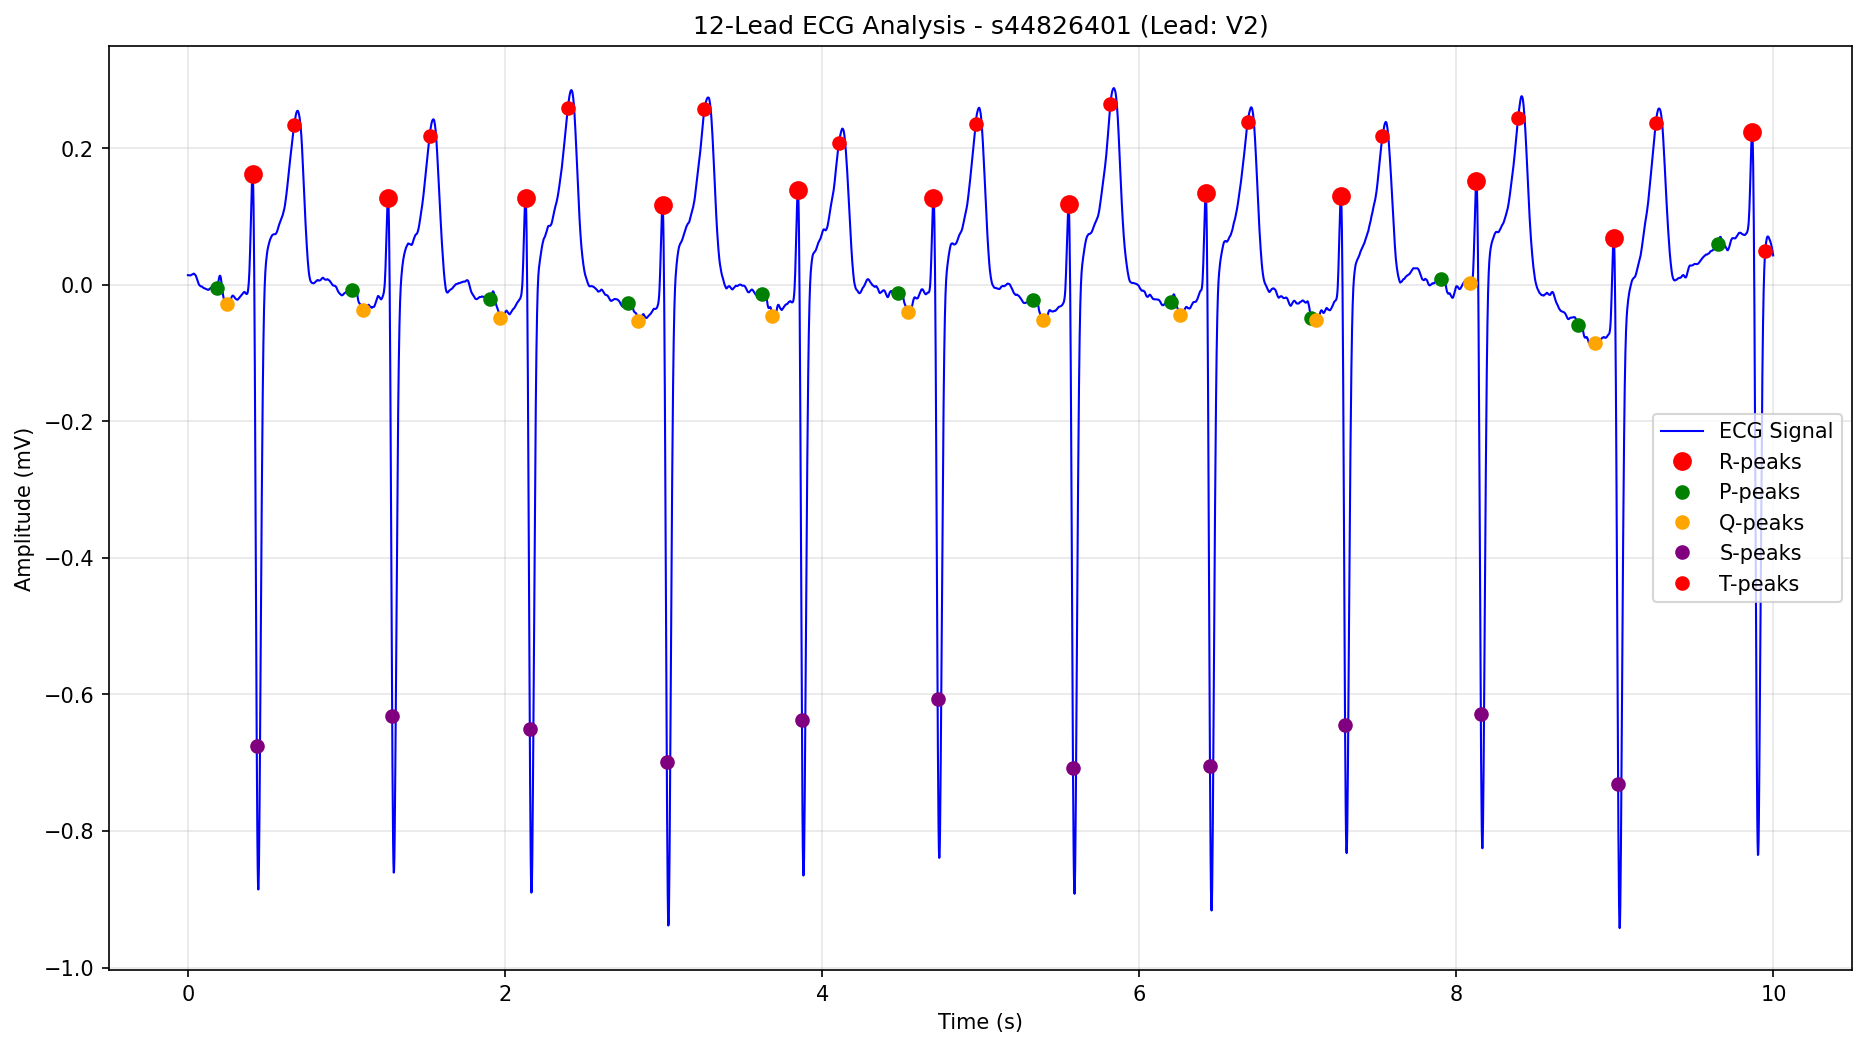 12-Lead ECG Analysis - s44826401 (Lead: V2)
Amplitude (mV)
0.2
0.0
−0.2
−0.4
−0.6
−0.8
−1.0
ECG Signal
R-peaks
P-peaks
Q-peaks
S-peaks
T-peaks
0 2 4 6 8 10
Time (s)